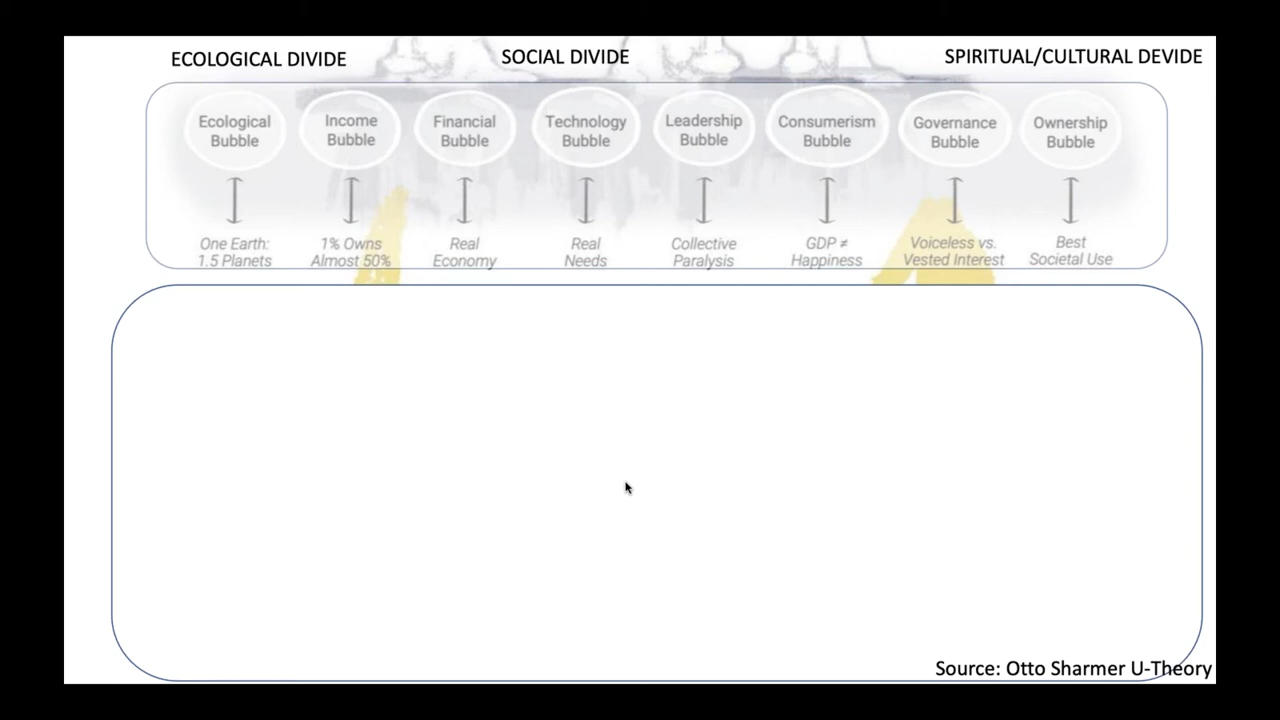 ECOLOGICAL DIVIDE
SOCIAL DIVIDE
SPIRITUAL/CULTURAL DEVIDE
Ecological
Bubble
Income
Bubble
Financial
Bubble
Technology
Bubble
Leadership
Bubble
Consumerism
Bubble
Governance
Bubble
Ownership
Bubble
One Earth:
1.5 Planets
1% Owns
Almost 50%
Real
Economy
Real
Needs
Collective
Paralysis
GDP ≠
Happiness
Voiceless vs.
Vested Interest
Best
Societal Use
Source: Otto Sharmer U-Theory